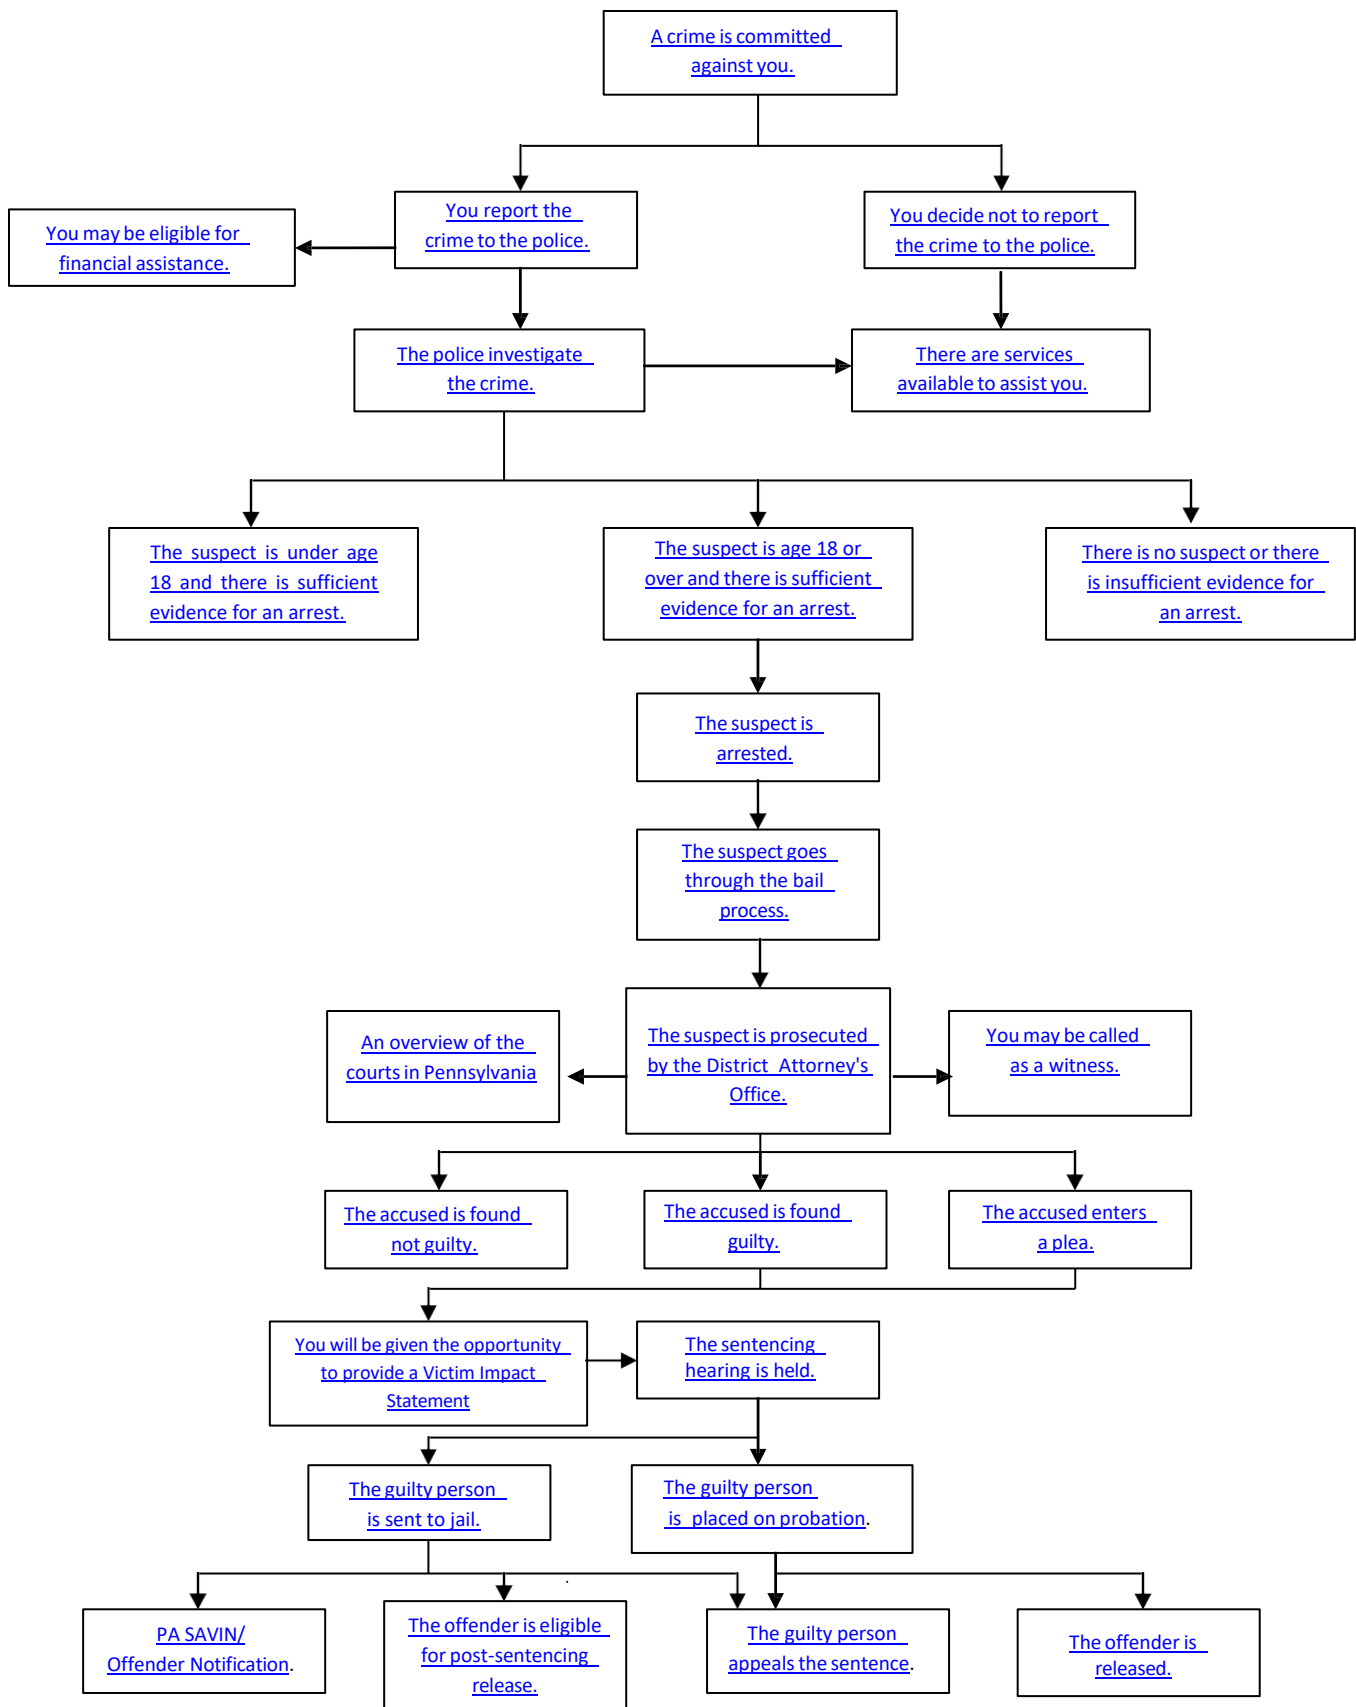 A crime is committed
against you.
You report the
crime to the police.
You decide not to report
the crime to the police.
You may be eligible for
financial assistance.
The police investigate
the crime.
There are services
available to assist you.
The suspect is under age
18 and there is sufficient
evidence for an arrest.
The suspect is age 18 or
over and there is sufficient
evidence for an arrest.
There is no suspect or there
is insufficient evidence for
an arrest.
The suspect is
arrested.
The suspect goes
through the bail
process.
An overview of the
courts in Pennsylvania
The suspect is prosecuted
by the District Attorney's
Office.
You may be called
as a witness.
The accused is found
not guilty.
The accused is found
guilty.
The accused enters
a plea.
You will be given the opportunity
to provide a Victim Impact
Statement
The sentencing
hearing is held.
The guilty person
is sent to jail.
The guilty person
is placed on probation.
PA SAVIN/
Offender Notification.
The offender is eligible
for post-sentencing
release.
The guilty person
appeals the sentence.
The offender is
released.